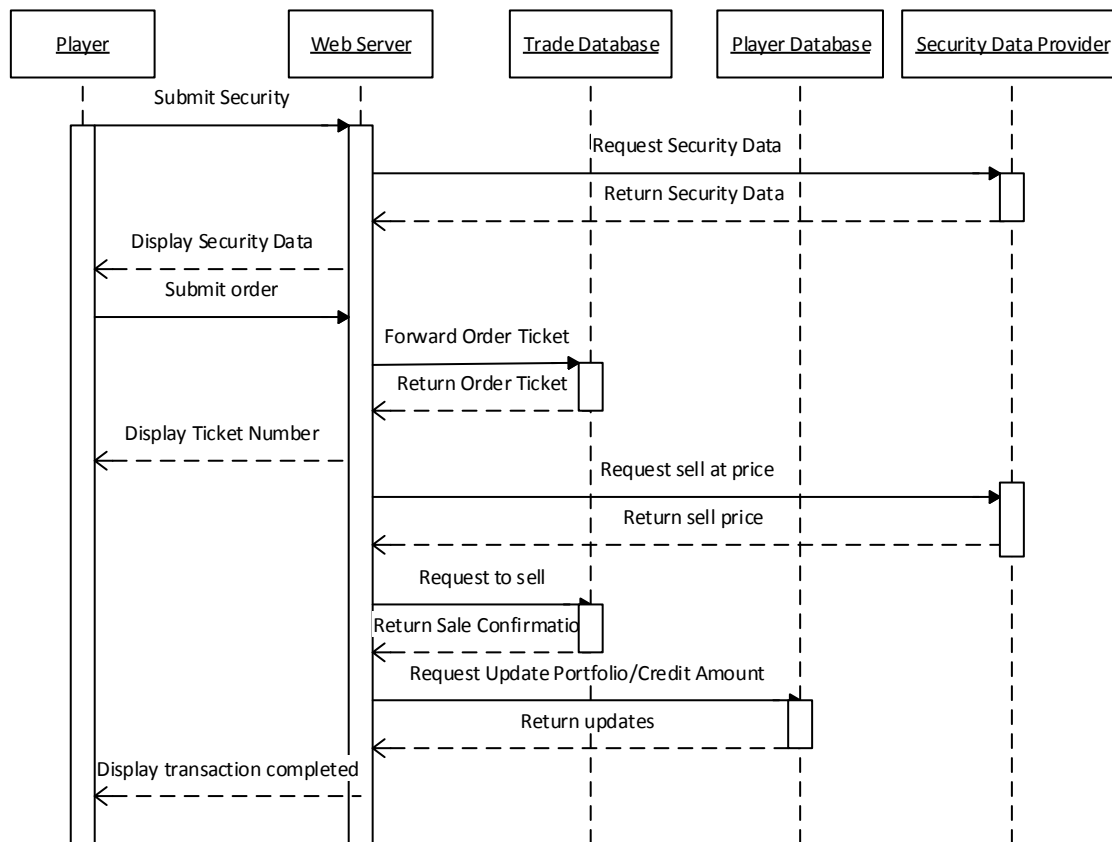 Player
Web Server
Trade Database
Player Database
Security Data Provider
Submit Security
Request Security Data
Return Security Data
Display Security Data
Submit order
Forward Order Ticket
Return Order Ticket
Display Ticket Number
Request sell at price
Return sell price
Request to sell
Return Sale Confirmatio
Request Update Portfolio/Credit Amount
Return updates
Display transaction completed